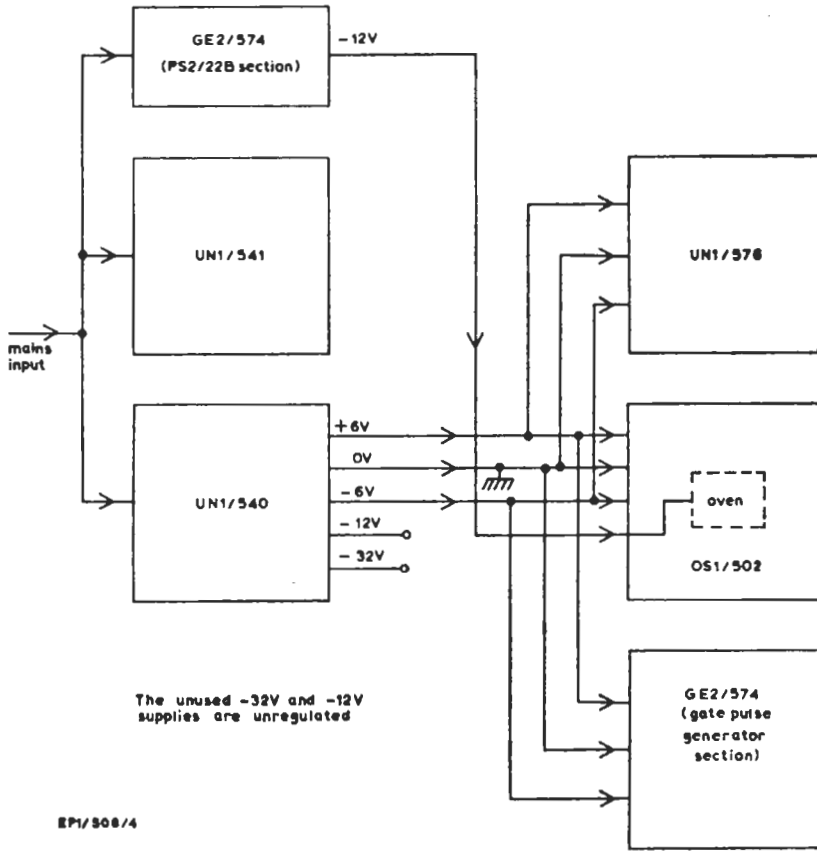 GE2/574
(PS2/22B section)
-12V
UN1/541
mains
input
UN1/540
+6V
0V
-6V
-12V
-32V
UN1/576
oven
OS1/502
GE2/574
(gate pulse
generator
section)
The unused -32V and -12V
supplies are unregulated
EP1/508/4